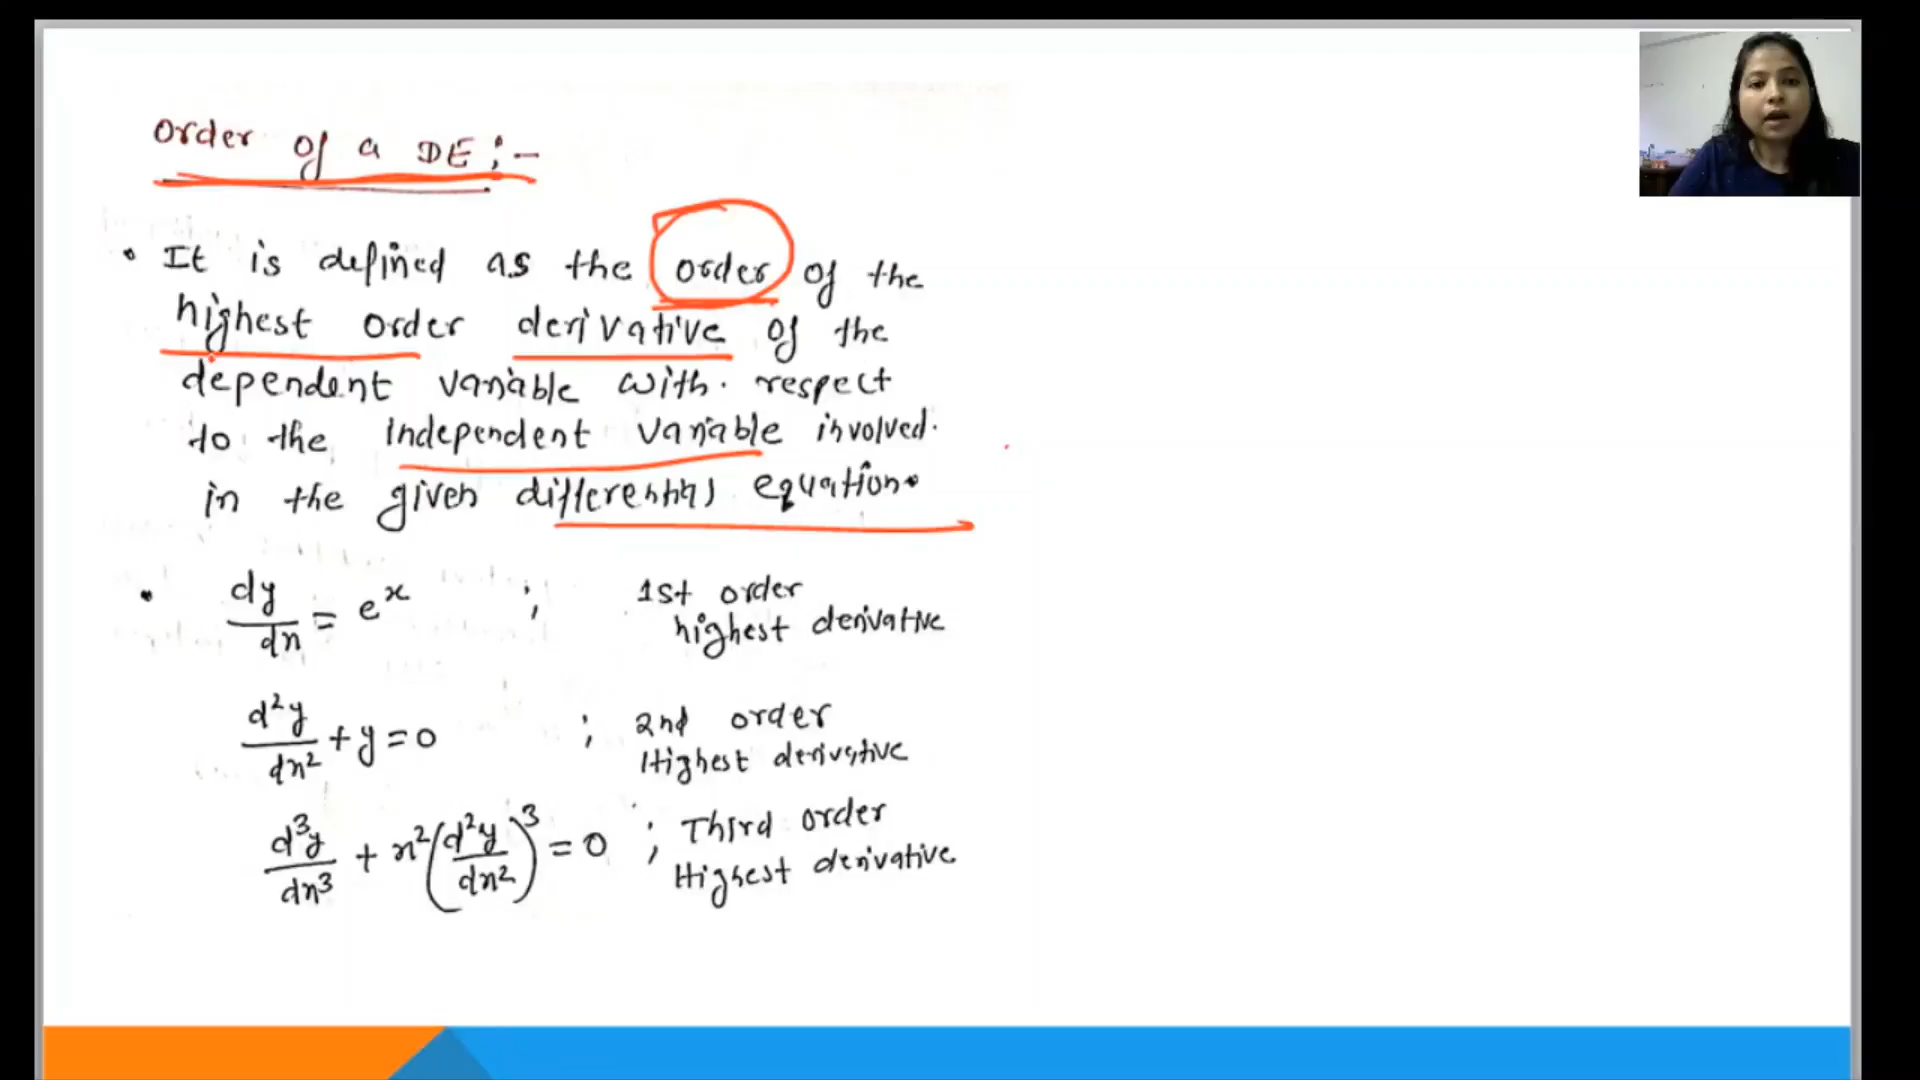 Order of a DE :-
• It is defined as the order of the
highest order derivative of the
dependent variable with respect
to the independent variable involved.
in the given differential equation.
• dy/dx = e^x ; 1st order
highest derivative
d²y/dx² + y = 0 ; 2nd order
Highest derivative
d³y/dx³ + x²(d²y/dx²)³ = 0 ; Third order
Highest derivative